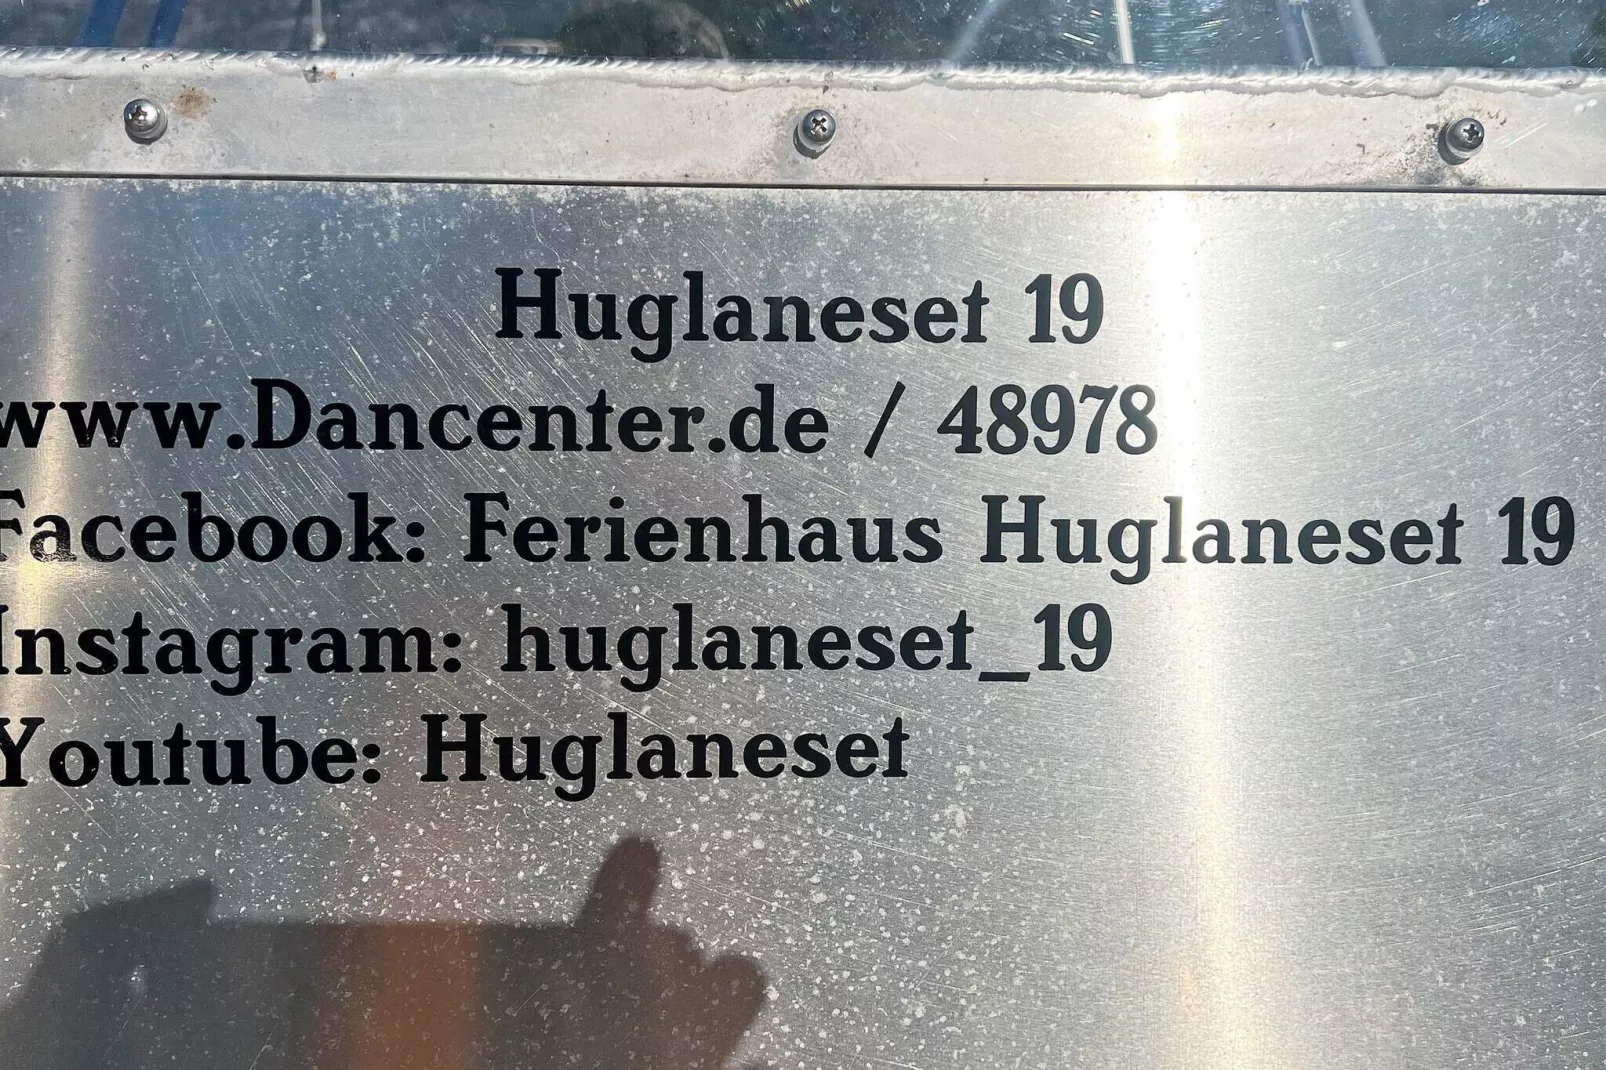 Huglaneset 19
www.Dancenter.de / 48978
Facebook: Ferienhaus Huglaneset 19
Instagram: huglaneset_19
Youtube: Huglaneset